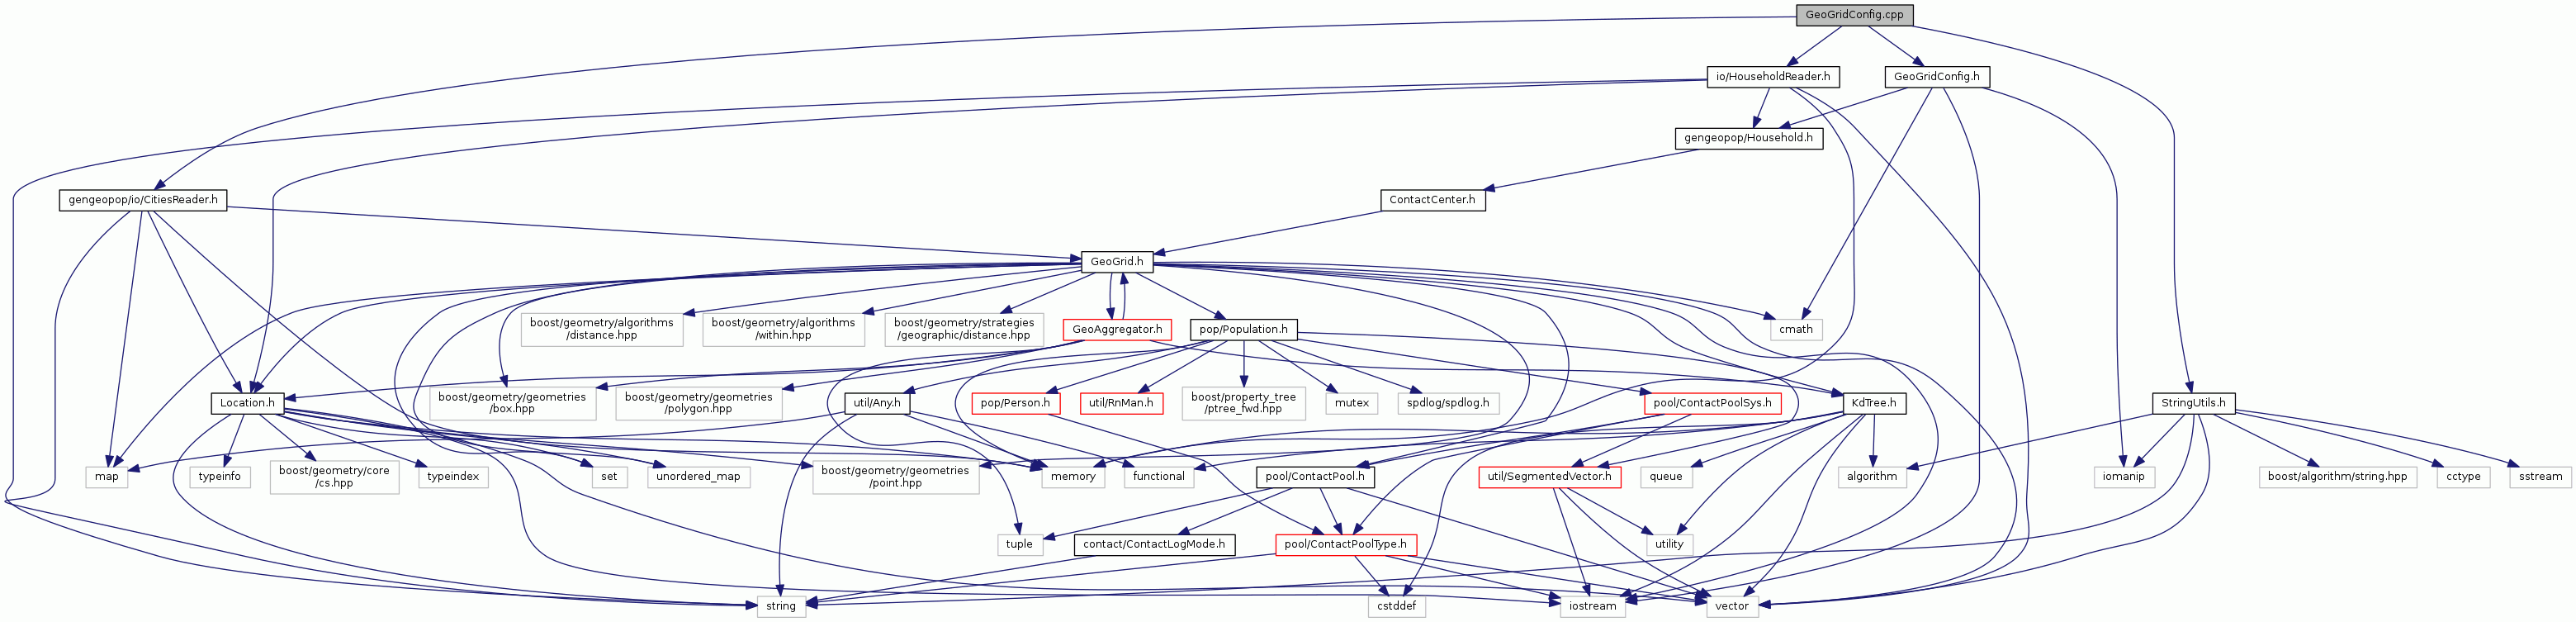 GeoGridConfig.cpp
io/HouseholdReader.h
GeoGridConfig.h
gengeopop/Household.h
gengeopop/io/CitiesReader.h
ContactCenter.h
GeoGrid.h
boost/geometry/algorithms
/distance.hpp
boost/geometry/algorithms
/within.hpp
boost/geometry/strategies
/geographic/distance.hpp
GeoAggregator.h
pop/Population.h
cmath
Location.h
boost/geometry/geometries
/box.hpp
boost/geometry/geometries
/polygon.hpp
util/Any.h
pop/Person.h
util/RnMan.h
boost/property_tree
/ptree_fwd.hpp
mutex
spdlog/spdlog.h
pool/ContactPoolSys.h
KdTree.h
StringUtils.h
map
typeinfo
boost/geometry/core
/cs.hpp
typeindex
set
unordered_map
boost/geometry/geometries
/point.hpp
memory
functional
pool/ContactPool.h
util/SegmentedVector.h
queue
algorithm
iomanip
boost/algorithm/string.hpp
cctype
sstream
tuple
contact/ContactLogMode.h
pool/ContactPoolType.h
utility
string
cstddef
iostream
vector